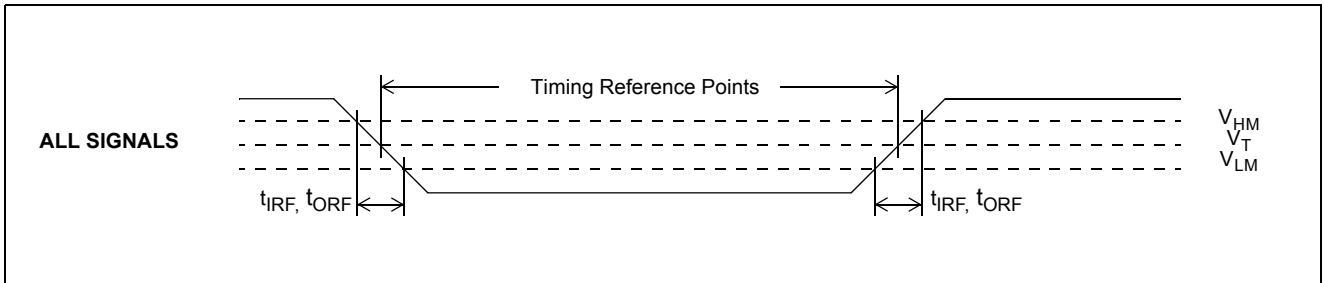 Timing Reference Points
V_HM
ALL SIGNALS
V_T
V_LM
t_IRF, t_ORF
t_IRF, t_ORF